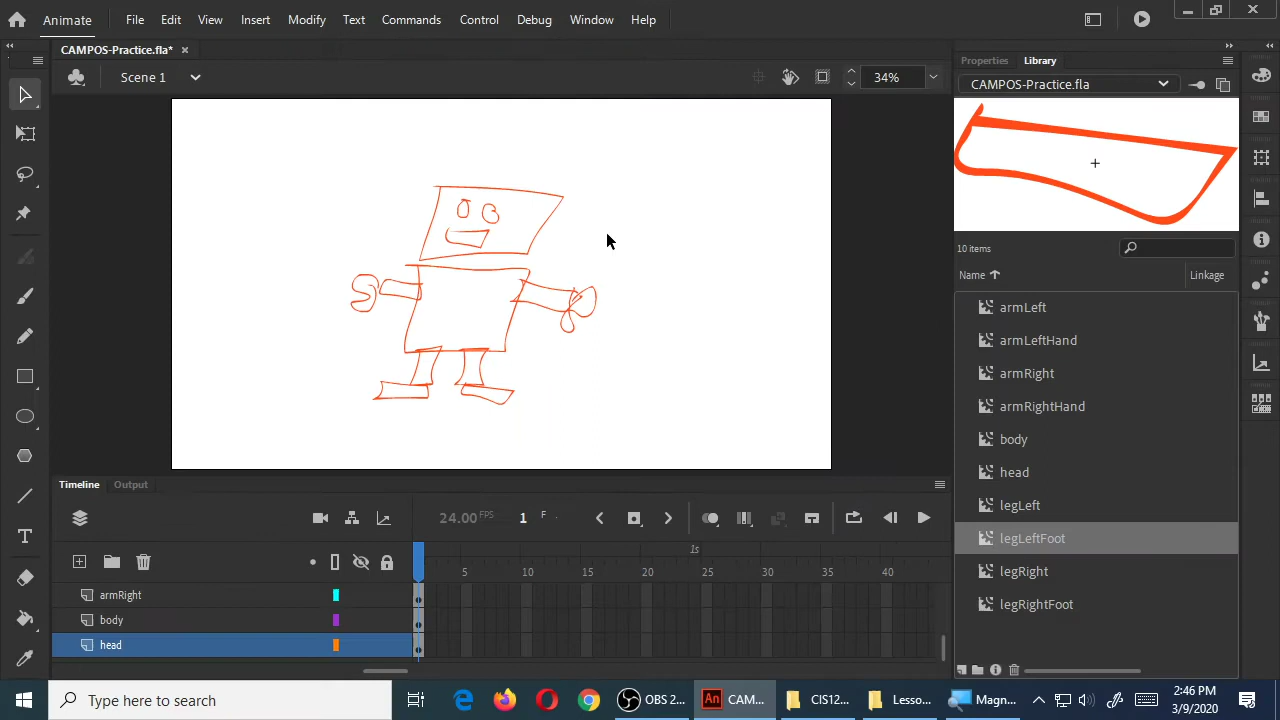 Animate File Edit View Insert Modify Text Commands Control Debug Window Help
CAMPOS-Practice.fla*
Scene 1 34%
Properties Library
CAMPOS-Practice.fla
10 items
Name Linkage
armLeft
armLeftHand
armRight
armRightHand
body
head
legLeft
legLeftFoot
legRight
legRightFoot
Timeline Output
24.00 FPS 1 F
1s
5 10 15 20 25 30 35 40
armRight
body
head
Type here to search
OBS 2... An CAM... CIS12... Lesso... Magn...
2:46 PM
3/9/2020